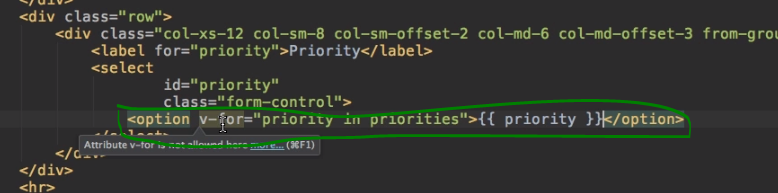 </div>
<div class="row">
<div class="col-xs-12 col-sm-8 col-sm-offset-2 col-md-6 col-md-offset-3 from-grou
<label for="priority">Priority</label>
<select
id="priority"
class="form-control">
<option v-for="priority in priorities">{{ priority }}</option>
</select>
Attribute v-for is not allowed here more... (⌘F1)
</div>
</div>
<hr>